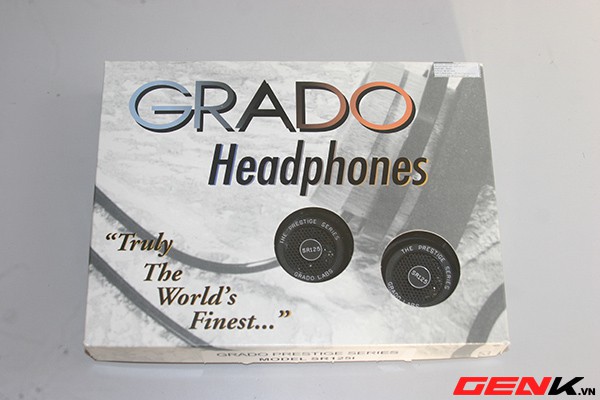 GRADO
Headphones
"Truly
The
World's
Finest..."
THE PRESTIGE SERIES
SR125
GRADO LABS
THE PRESTIGE SERIES
SR125
GRADO
GRADO PRESTIGE SERIES
MODEL SR125i
GENK.VN